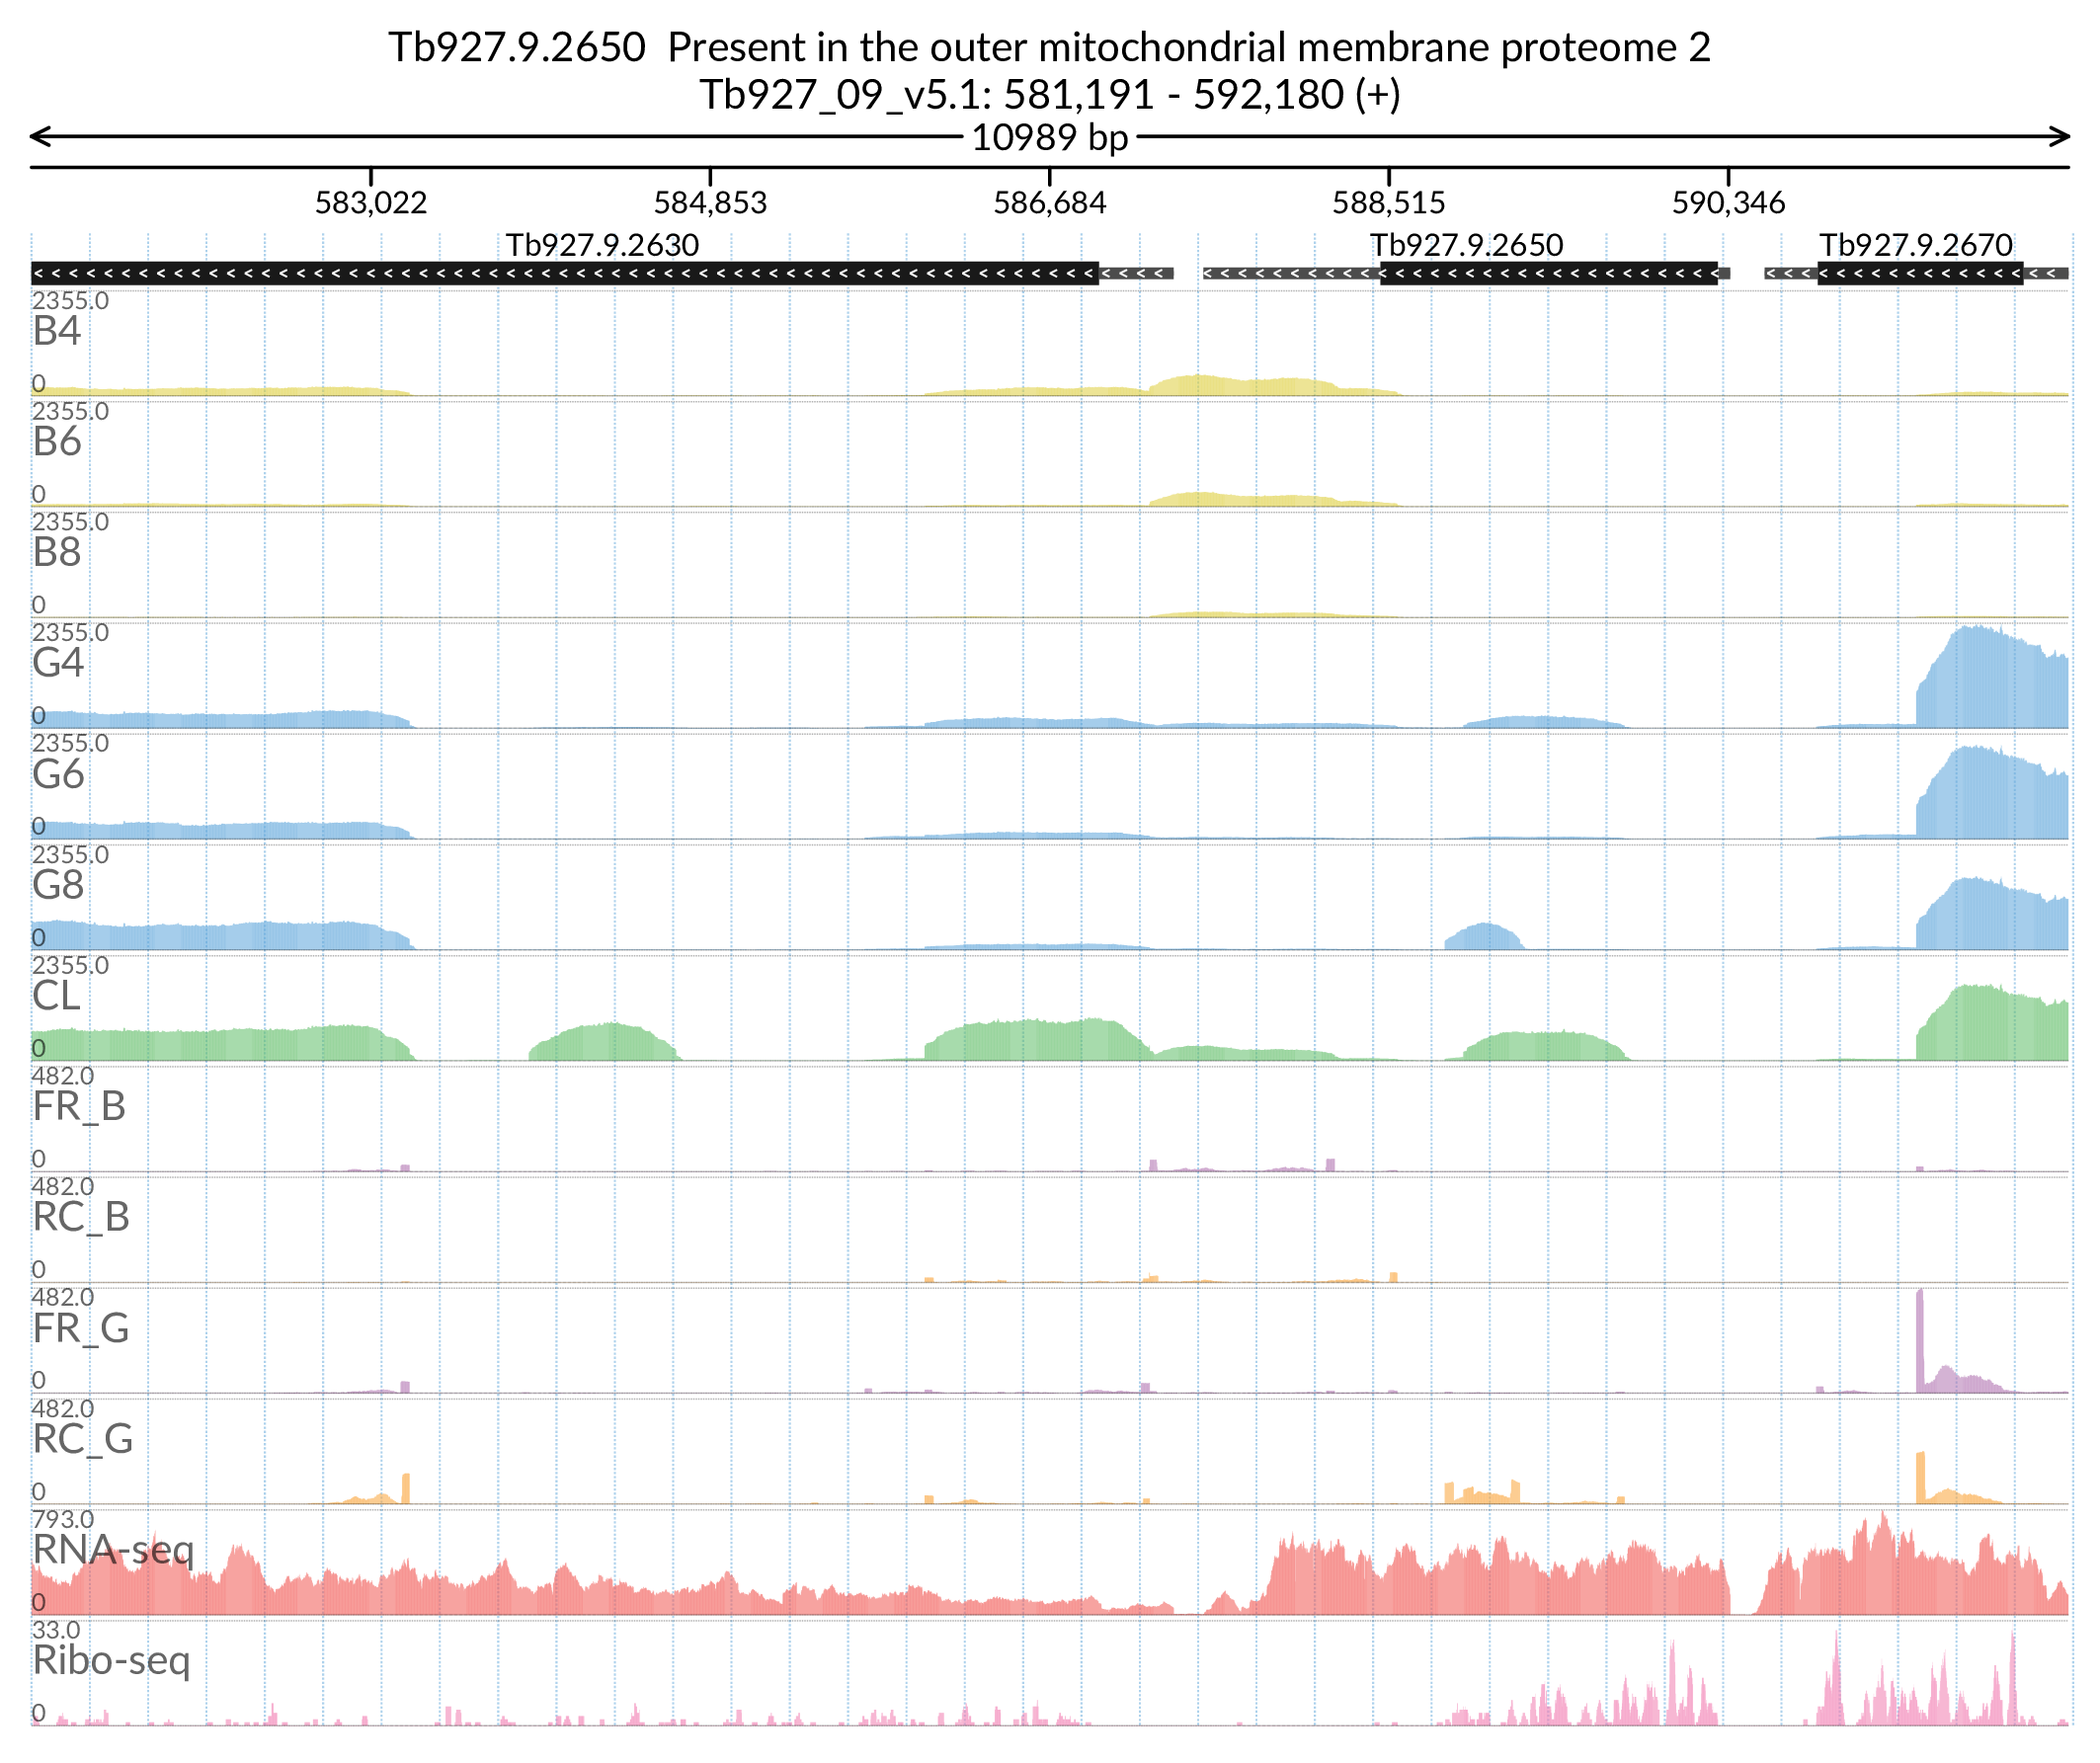 Tb927.9.2650 Present in the outer mitochondrial membrane proteome 2
Tb927_09_v5.1: 581,191 - 592,180 (+)
10989 bp
583,022 584,853 586,684 588,515 590,346
Tb927.9.2630 Tb927.9.2650 Tb927.9.2670
2355.0
B4
0
2355.0
B6
0
2355.0
B8
0
2355.0
G4
0
2355.0
G6
0
2355.0
G8
0
2355.0
CL
0
482.0
FR_B
0
482.0
RC_B
0
482.0
FR_G
0
482.0
RC_G
0
793.0
RNA-seq
0
33.0
Ribo-seq
0